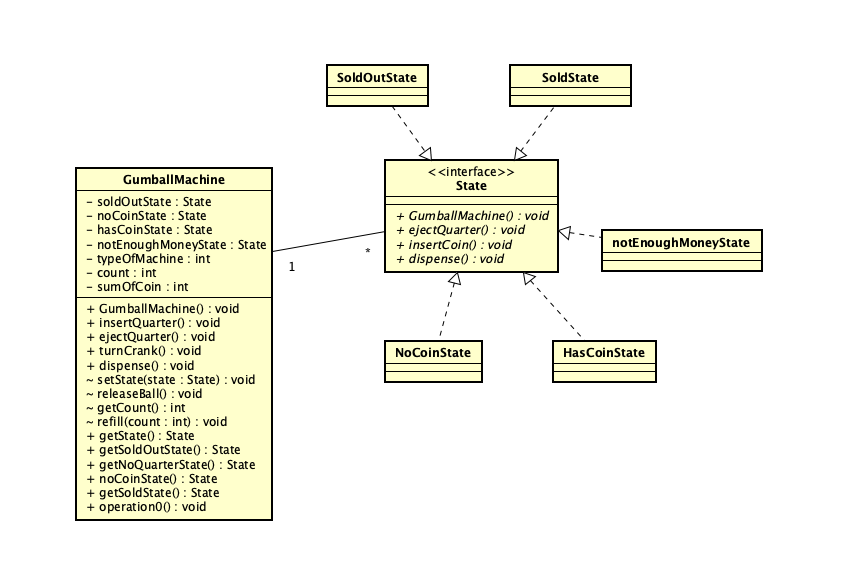 SoldOutState
SoldState
GumballMachine
- soldOutState : State
- noCoinState : State
- hasCoinState : State
- notEnoughMoneyState : State
- typeOfMachine : int
- count : int
- sumOfCoin : int
+ GumballMachine() : void
+ insertQuarter() : void
+ ejectQuarter() : void
+ turnCrank() : void
+ dispense() : void
~ setState(state : State) : void
~ releaseBall() : void
~ getCount() : int
~ refill(count : int) : void
+ getState() : State
+ getSoldOutState() : State
+ getNoQuarterState() : State
+ noCoinState() : State
+ getSoldState() : State
+ operation0() : void
1
*
<<interface>>
State
+ GumballMachine() : void
+ ejectQuarter() : void
+ insertCoin() : void
+ dispense() : void
notEnoughMoneyState
NoCoinState
HasCoinState